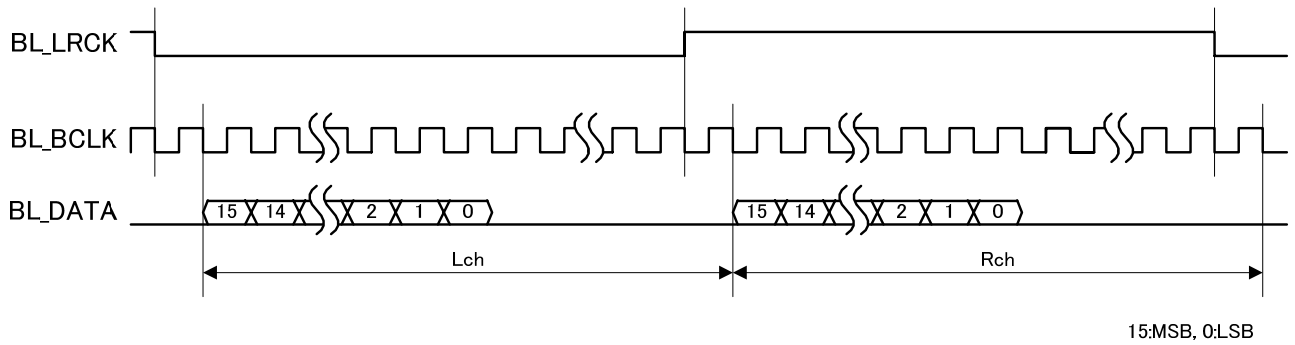 BL_LRCK
BL_BCLK
BL_DATA 15 14 2 1 0 15 14 2 1 0
Lch Rch
15:MSB, 0:LSB